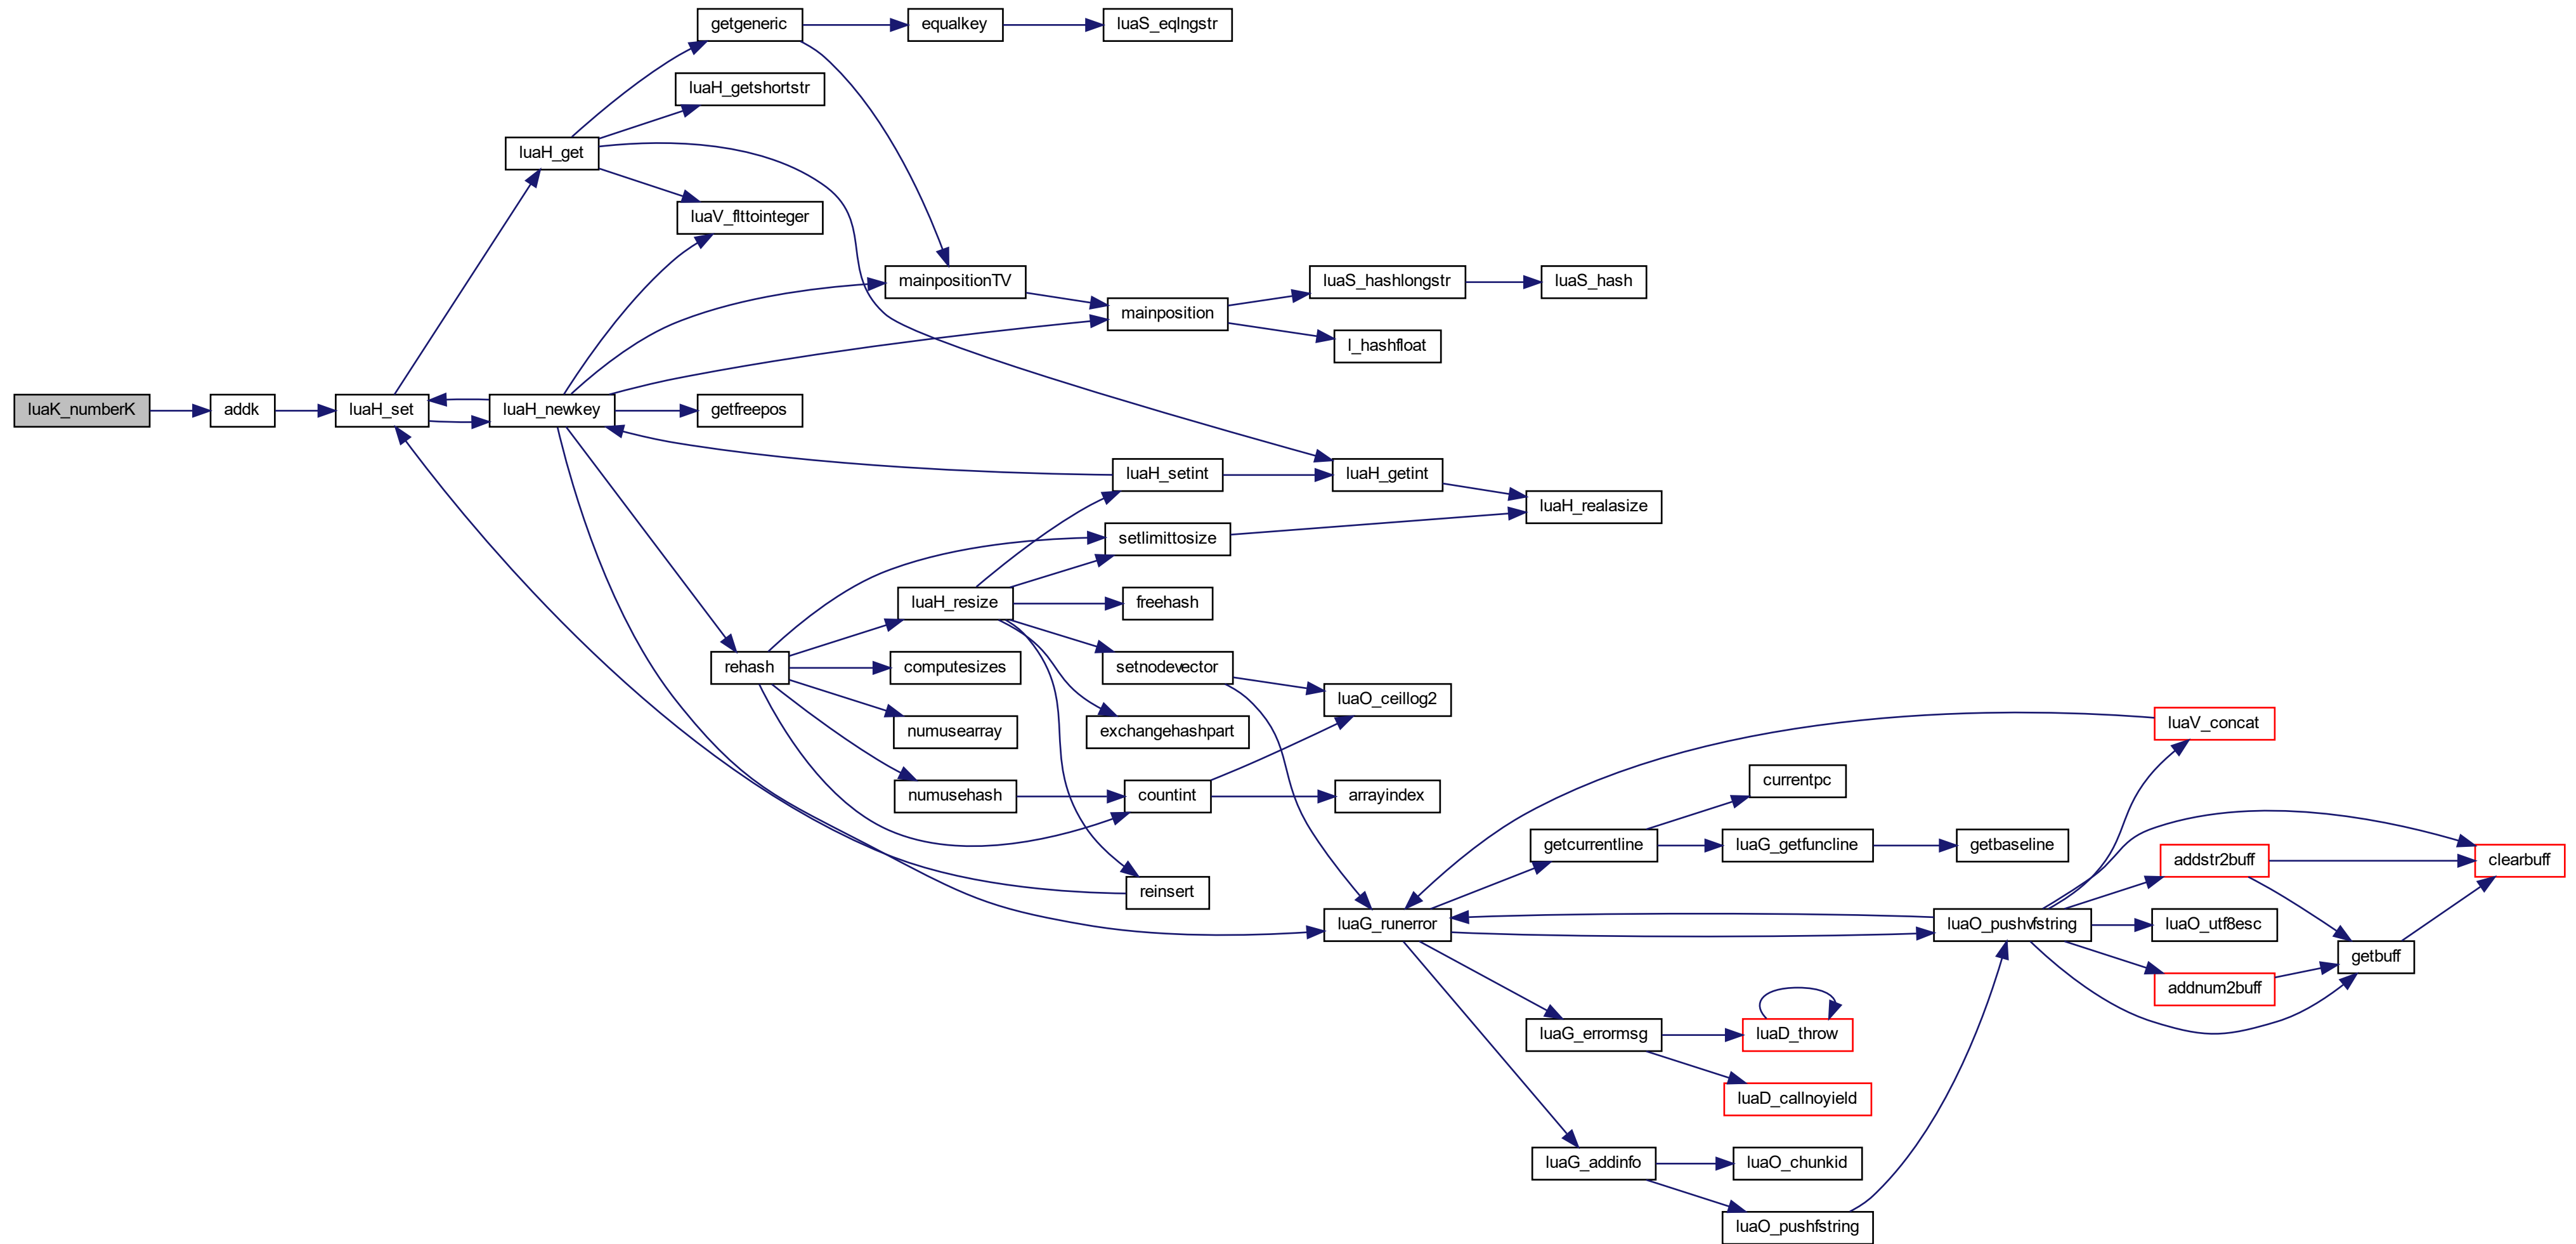 getgeneric
equalkey
luaS_eqlngstr
luaH_getshortstr
luaH_get
luaV_flttointeger
mainpositionTV
luaS_hashlongstr
luaS_hash
mainposition
l_hashfloat
luaK_numberK
addk
luaH_set
luaH_newkey
getfreepos
luaH_setint
luaH_getint
luaH_realasize
setlimittosize
luaH_resize
freehash
rehash
computesizes
setnodevector
luaO_ceillog2
numusearray
exchangehashpart
luaV_concat
currentpc
numusehash
countint
arrayindex
getcurrentline
luaG_getfuncline
getbaseline
addstr2buff
clearbuff
reinsert
luaG_runerror
luaO_pushvfstring
luaO_utf8esc
getbuff
addnum2buff
luaG_errormsg
luaD_throw
luaD_callnoyield
luaG_addinfo
luaO_chunkid
luaO_pushfstring